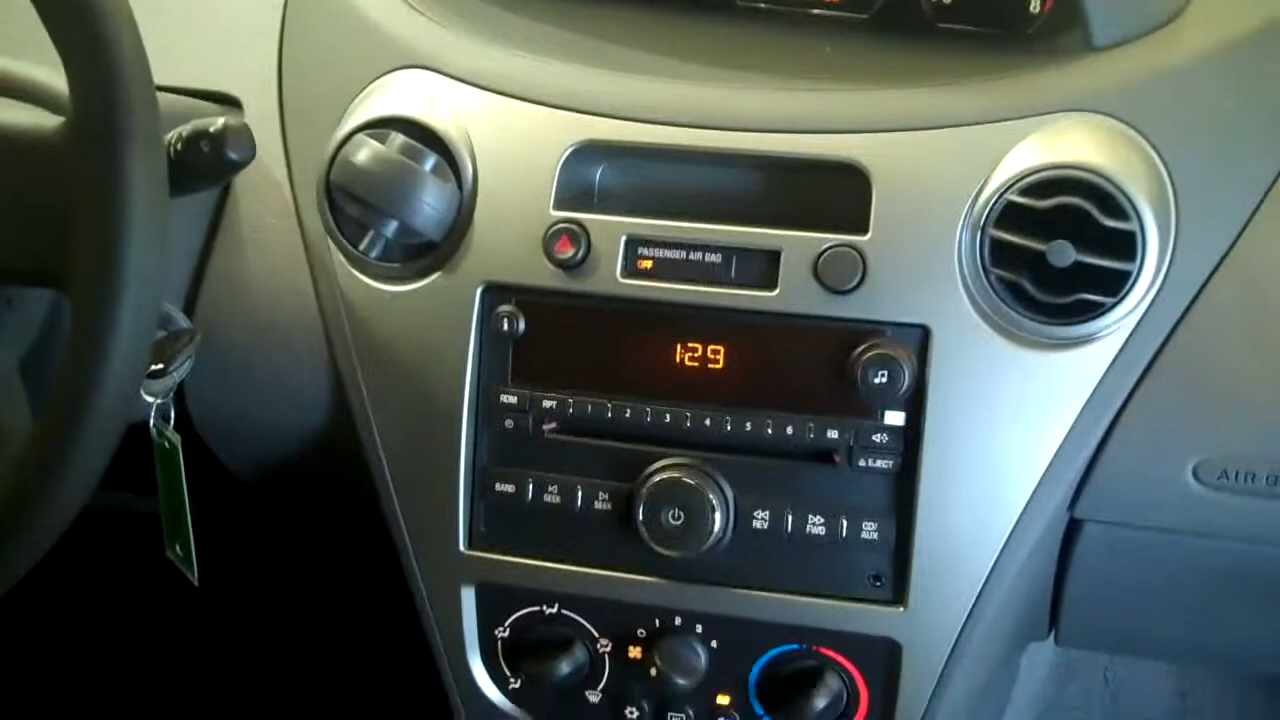 PASSENGER AIR BAG
OFF
1:29
RDM
RPT 1 2 3 4 5 6 EQ
EJECT
BAND
SEEK
SEEK
REV
FWD
CD/
AUX
AIR
0 1 2 3 4